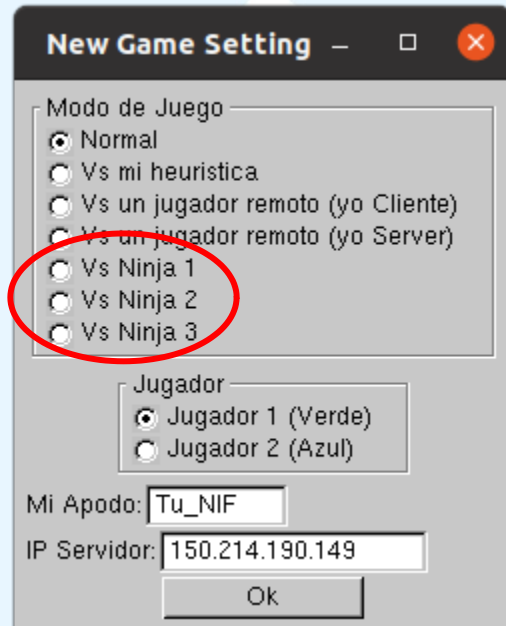 New Game Setting
Modo de Juego
Normal
Vs mi heuristica
Vs un jugador remoto (yo Cliente)
Vs un jugador remoto (yo Server)
Vs Ninja 1
Vs Ninja 2
Vs Ninja 3
Jugador
Jugador 1 (Verde)
Jugador 2 (Azul)
Mi Apodo: Tu_NIF
IP Servidor: 150.214.190.149
Ok